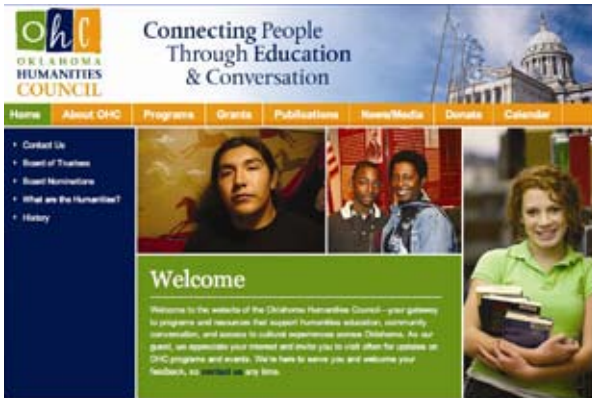 ohc
OKLAHOMA
HUMANITIES
COUNCIL
Connecting People
Through Education
& Conversation
Home About OHC Programs Grants Publications News/Media Donate Calendar
Contact Us
Board of Trustees
Board Nominations
What are the Humanities?
History
Welcome
Welcome to the website of the Oklahoma Humanities Council—your gateway
to programs and resources that support humanities education, community
conversation, and access to cultural experiences across Oklahoma. As our
guest, we appreciate your interest and invite you to visit often for updates on
OHC programs and events. We're here to serve you and welcome your
feedback, so contact us any time.